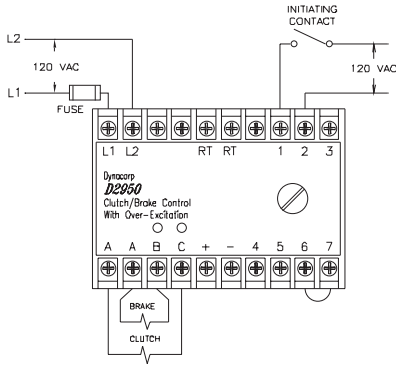 INITIATING
CONTACT
L2
120 VAC
120 VAC
L1
FUSE
L1 L2 RT RT 1 2 3
Dynacorp
D2950
Clutch/Brake Control
With Over-Excitation
A A B C + - 4 5 6 7
BRAKE
CLUTCH